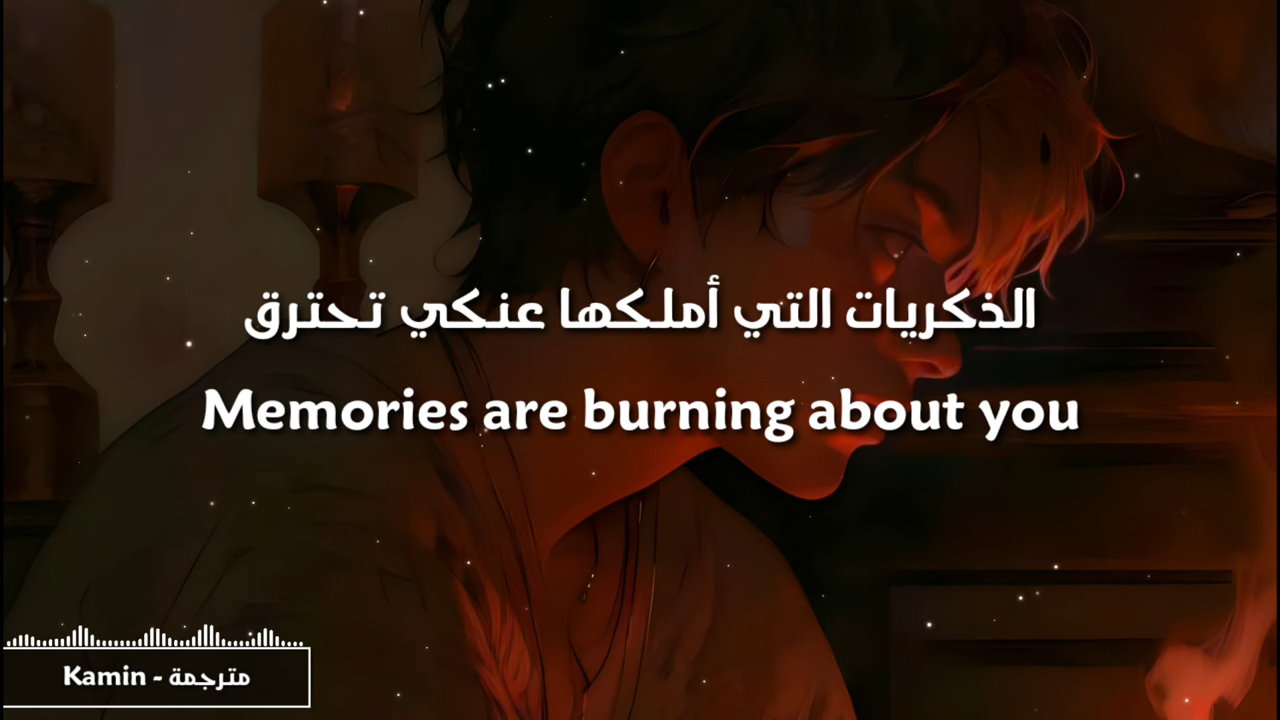 الذكريات التي أملكها عنكي تحترق
Memories are burning about you
Kamin - مترجمة